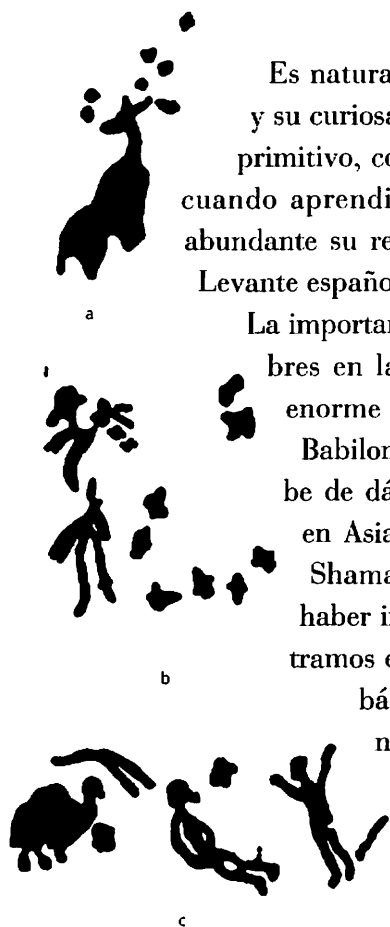 Es natura
y su curiosa
primitivo, co
cuando aprendi
abundante su re
Levante españo
a
La importan
bres en la
enorme
Babilon
be de dá
en Asia
Shama
haber in
tramos e
b
bá
n
c